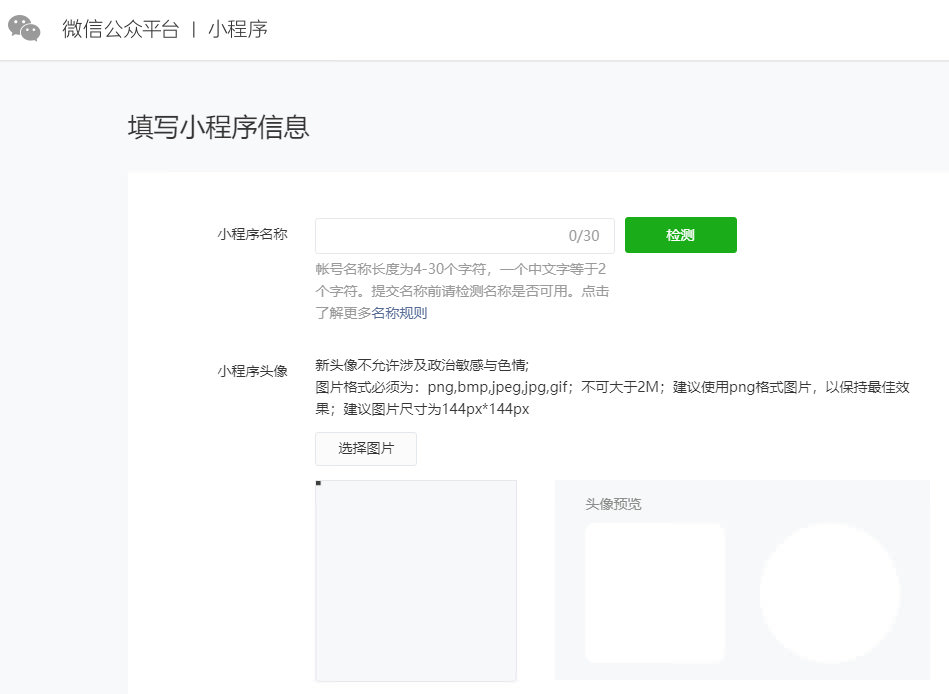 微信公众平台 | 小程序
填写小程序信息
小程序名称
0/30
检测
帐号名称长度为4-30个字符，一个中文字等于2
个字符。提交名称前请检测名称是否可用。点击
了解更多名称规则
小程序头像
新头像不允许涉及政治敏感与色情;
图片格式必须为：png,bmp,jpeg,jpg,gif；不可大于2M；建议使用png格式图片，以保持最佳效
果；建议图片尺寸为144px*144px
选择图片
头像预览